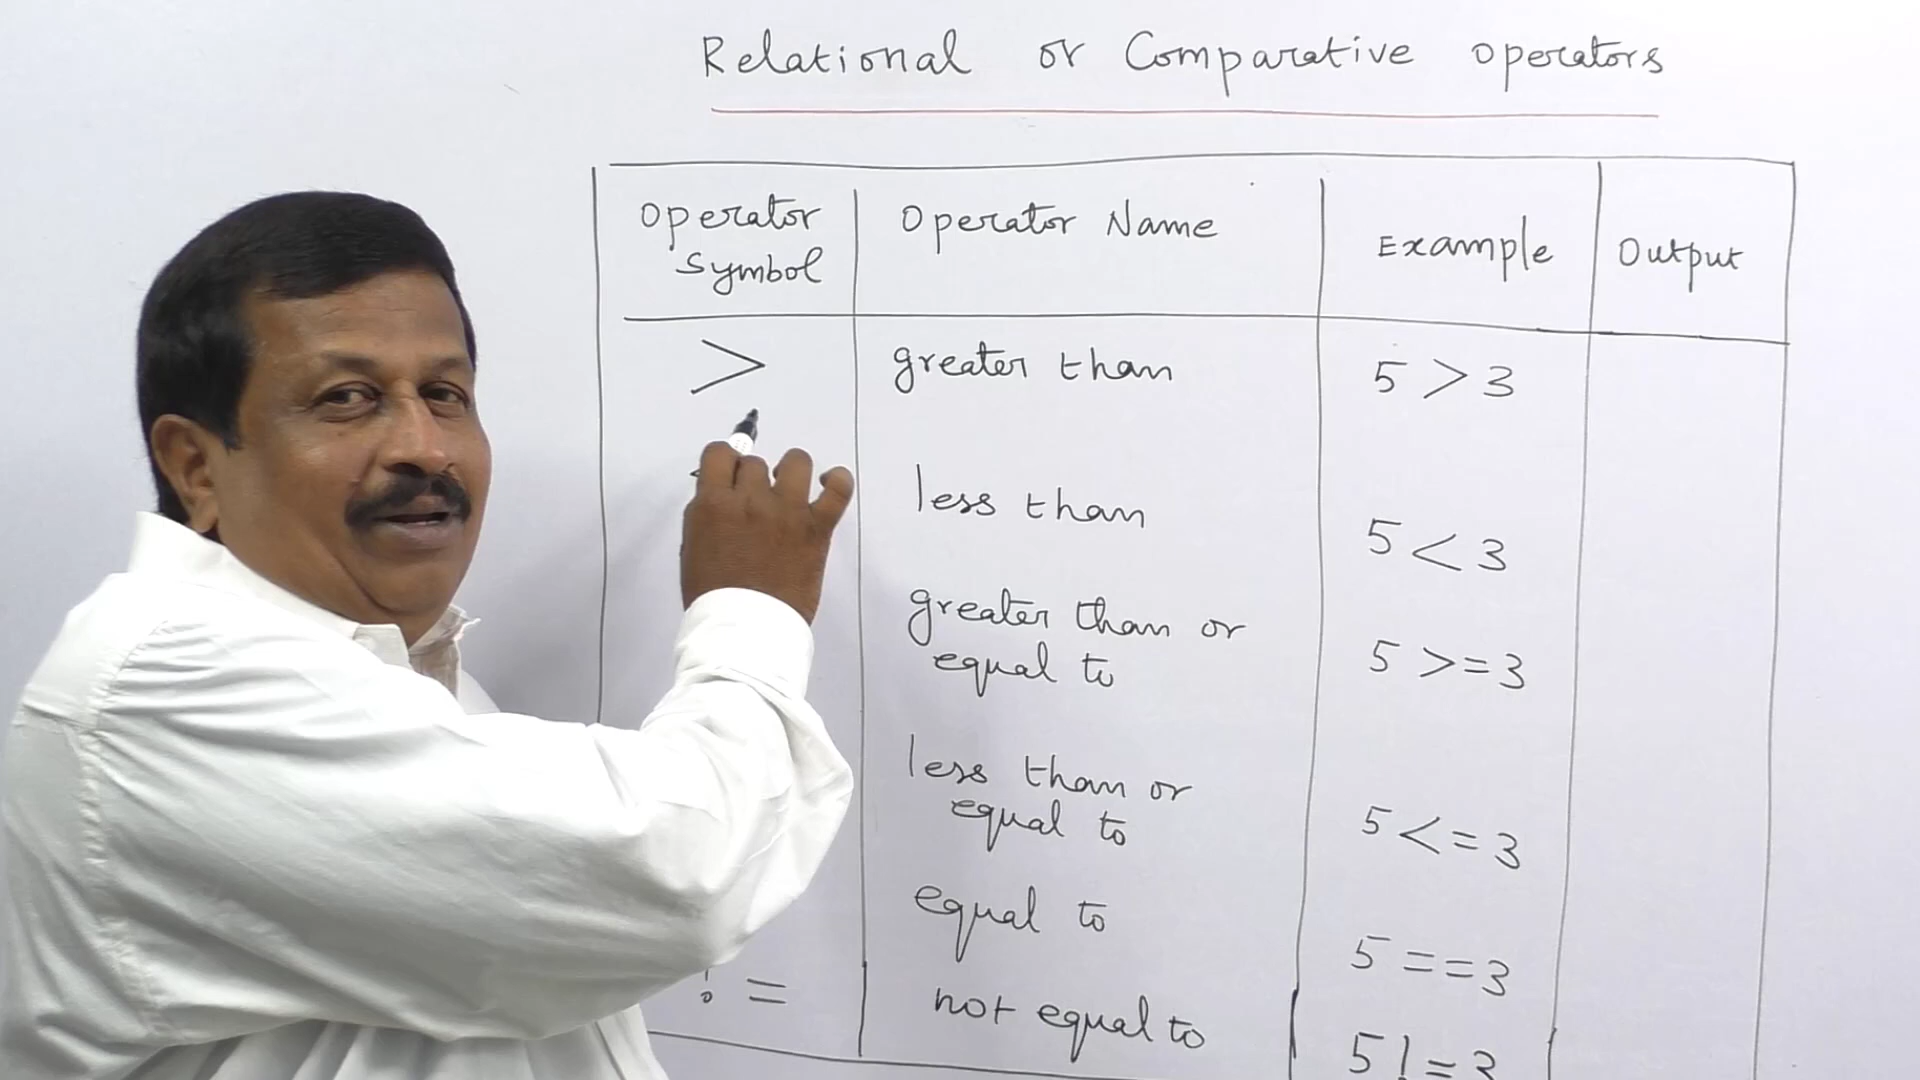 Relational or Comparative Operators
Operator Symbol
Operator Name
Example
Output
>
greater than
5 > 3
less than
5 < 3
greater than or
equal to
5 >= 3
less than or
equal to
5 <= 3
equal to
5 == 3
! =
not equal to
5 != 3